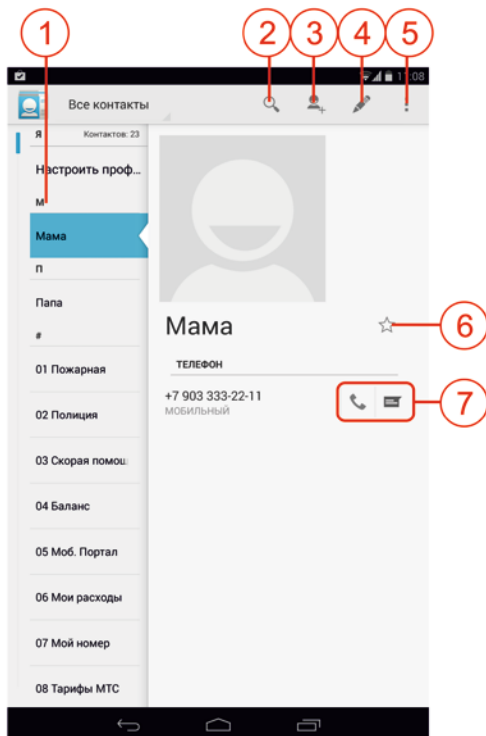 1 2 3 4 5
11:08
Все контакты
Я Контактов: 23
Настроить проф...
М
Мама
П
Папа
#
01 Пожарная
02 Полиция
03 Скорая помощ
04 Баланс
05 Моб. Портал
06 Мои расходы
07 Мой номер
08 Тарифы МТС
Мама
6
ТЕЛЕФОН
+7 903 333-22-11
МОБИЛЬНЫЙ
7